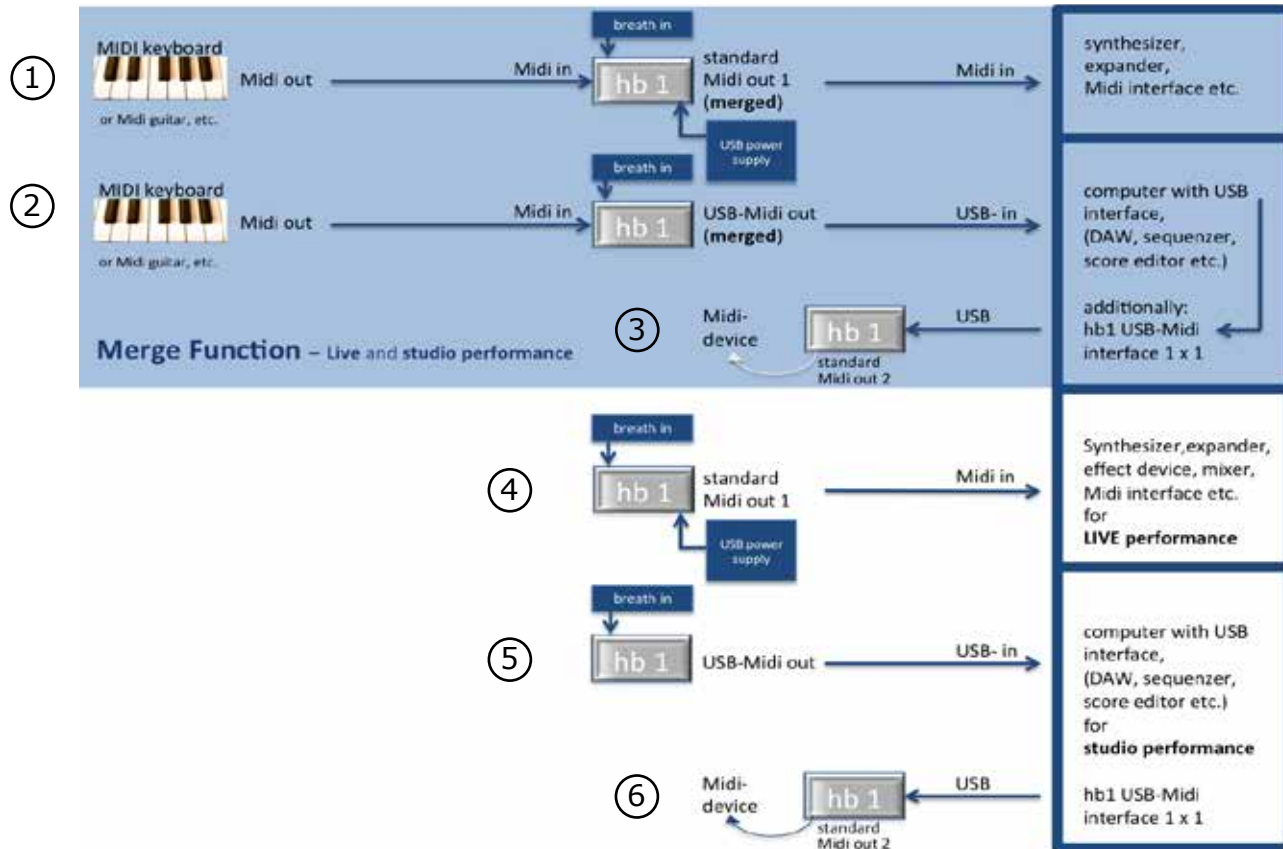 breath in
①
MIDI keyboard
or Midi guitar, etc.
Midi out
Midi in
hb 1
standard
Midi out 1
(merged)
USB power
supply
Midi in
synthesizer,
expander,
Midi interface etc.
②
MIDI keyboard
or Midi guitar, etc.
Midi out
Midi in
breath in
hb 1
USB-Midi out
(merged)
USB- in
computer with USB
interface,
(DAW, sequenzer,
score editor etc.)
additionally:
hb1 USB-Midi
interface 1 x 1
③
Midi-
device
hb 1
standard
Midi out 2
USB
Merge Function – Live and studio performance
breath in
④
hb 1
standard
Midi out 1
USB power
supply
Midi in
Synthesizer,expander,
effect device, mixer,
Midi interface etc.
for
LIVE performance
breath in
⑤
hb 1
USB-Midi out
USB- in
computer with USB
interface,
(DAW, sequenzer,
score editor etc.)
for
studio performance
hb1 USB-Midi
interface 1 x 1
⑥
Midi-
device
hb 1
standard
Midi out 2
USB